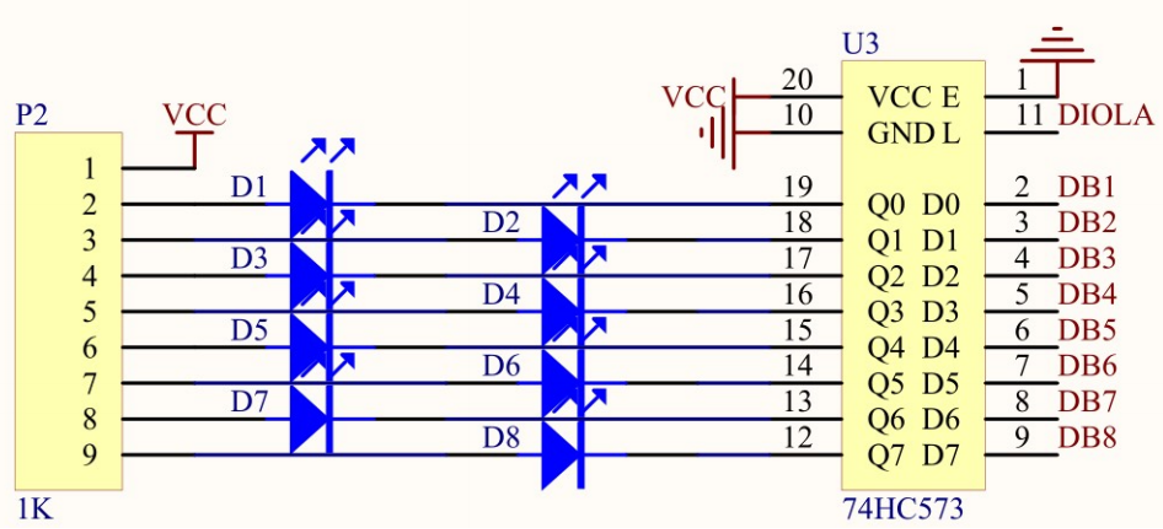 U3
20
1
VCC
VCC E
10
11
DIOLA
P2
VCC
GND L
1
D1
19
2
DB1
2
Q0 D0
D2
18
3
DB2
3
Q1 D1
D3
17
4
DB3
4
Q2 D2
D4
16
5
DB4
5
Q3 D3
D5
15
6
DB5
6
Q4 D4
D6
14
7
DB6
7
Q5 D5
D7
13
8
DB7
8
Q6 D6
D8
12
9
DB8
9
Q7 D7
1K
74HC573